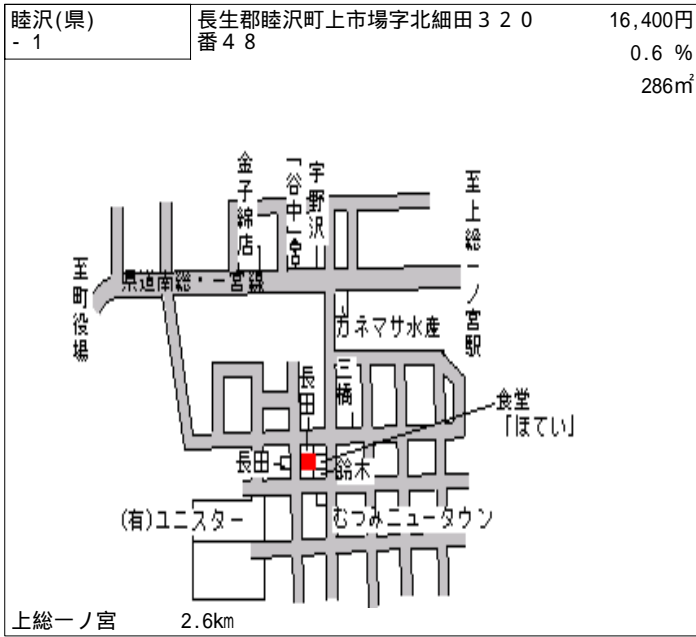 睦沢(県)
- 1
長生郡睦沢町上市場字北細田３２０
番４８
16,400円
0.6 %
286㎡
金子綿店
「谷中一宮
宇野沢
至上総一ノ宮駅
至町役場
県道南総・一宮線
カネマサ水産
長田
三橋
食堂
「ほてい」
長田
鈴木
(有)ユニスター
むつみニュータウン
上総一ノ宮 2.6km